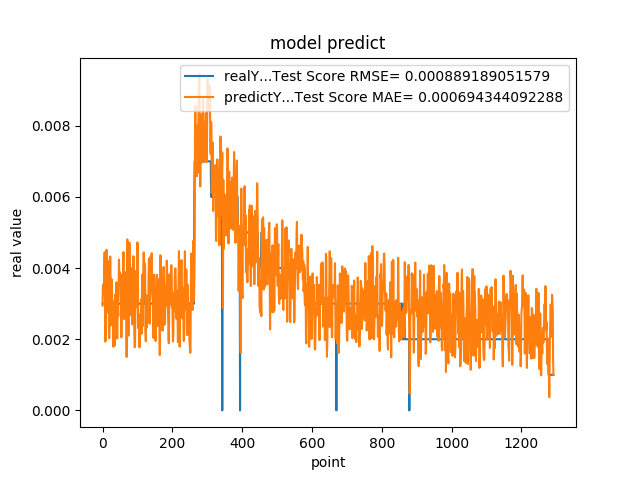 model predict
realY...Test Score RMSE= 0.000889189051579
predictY...Test Score MAE= 0.000694344092288
real value
0.008
0.006
0.004
0.002
0.000
0 200 400 600 800 1000 1200
point